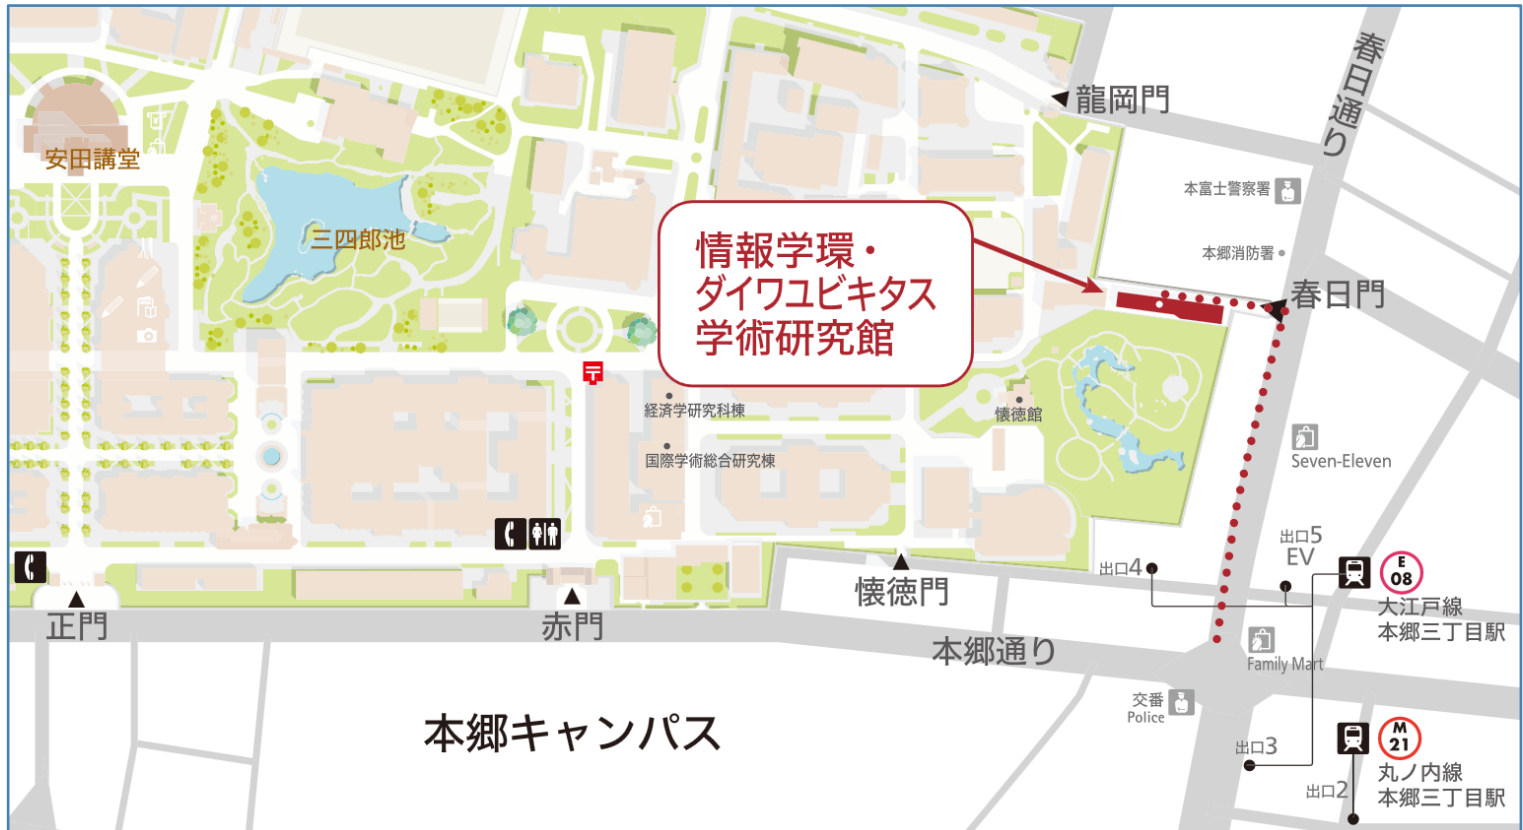 春日通り
龍岡門
安田講堂
本富士警察署
三四郎池
情報学環・
ダイワユビキタス
学術研究館
本郷消防署
春日門
経済学研究科棟
懐徳館
国際学術総合研究棟
Seven-Eleven
出口5
EV
出口4
E
08
懐徳門
大江戸線
本郷三丁目駅
正門
赤門
本郷通り
Family Mart
交番
Police
本郷キャンパス
M
21
出口3
丸ノ内線
本郷三丁目駅
出口2